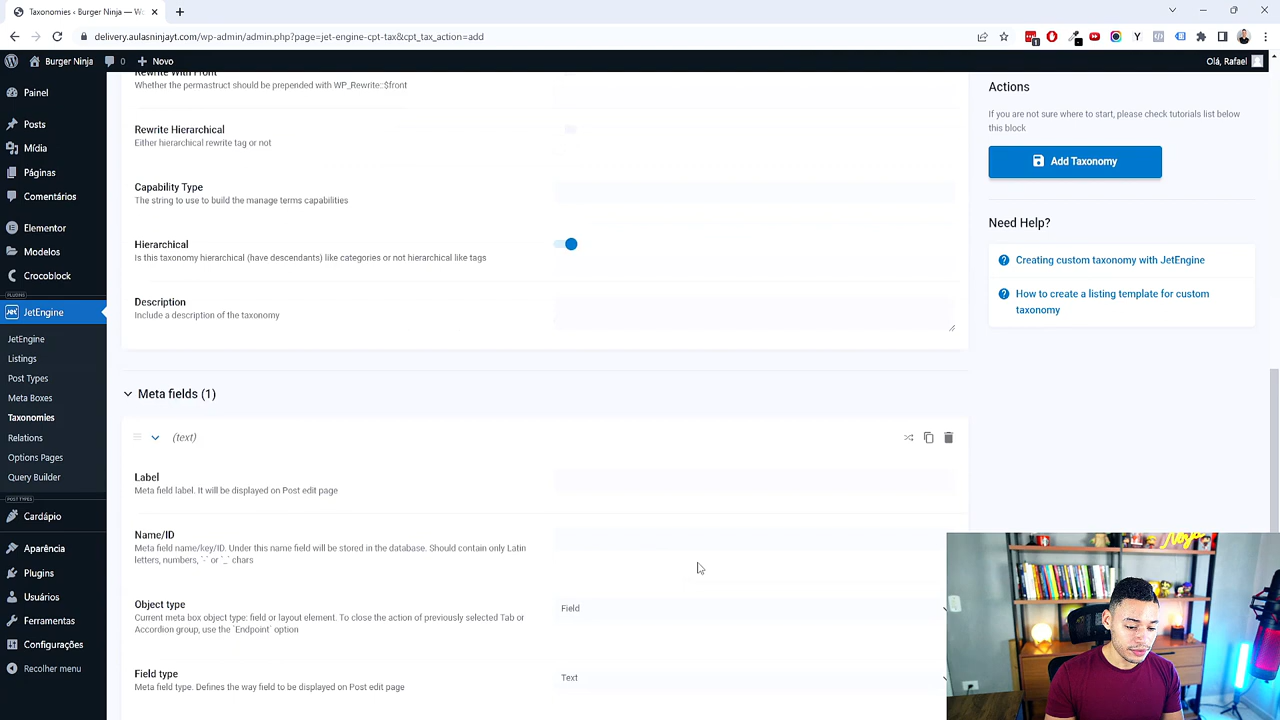 Taxonomies ‹ Burger Ninja
delivery.aulasninjayt.com/wp-admin/admin.php?page=jet-engine-cpt-tax&cpt_tax_action=add
Burger Ninja
0
Novo
Olá, Rafael
Painel
Posts
Mídia
Páginas
Comentários
Elementor
Modelos
Crocoblock
PLUGINS
JetEngine
JetEngine
Listings
Post Types
Meta Boxes
Taxonomies
Relations
Options Pages
Query Builder
POST TYPES
Cardápio
Aparência
Plugins
Usuários
Ferramentas
Configurações
Recolher menu
Rewrite With Front
Whether the permastruct should be prepended with WP_Rewrite::$front
Rewrite Hierarchical
Either hierarchical rewrite tag or not
Capability Type
The string to use to build the manage terms capabilities
Hierarchical
Is this taxonomy hierarchical (have descendants) like categories or not hierarchical like tags
Description
Include a description of the taxonomy
Meta fields (1)
(text)
Label
Meta field label. It will be displayed on Post edit page
Name/ID
Meta field name/key/ID. Under this name field will be stored in the database. Should contain only Latin
letters, numbers, `-` or `_` chars
Object type
Current meta box object type: field or layout element. To close the action of previously selected Tab or
Accordion group, use the `Endpoint` option
Field
Field type
Meta field type. Defines the way field to be displayed on Post edit page
Text
Actions
If you are not sure where to start, please check tutorials list below
this block
Add Taxonomy
Need Help?
Creating custom taxonomy with JetEngine
How to create a listing template for custom
taxonomy